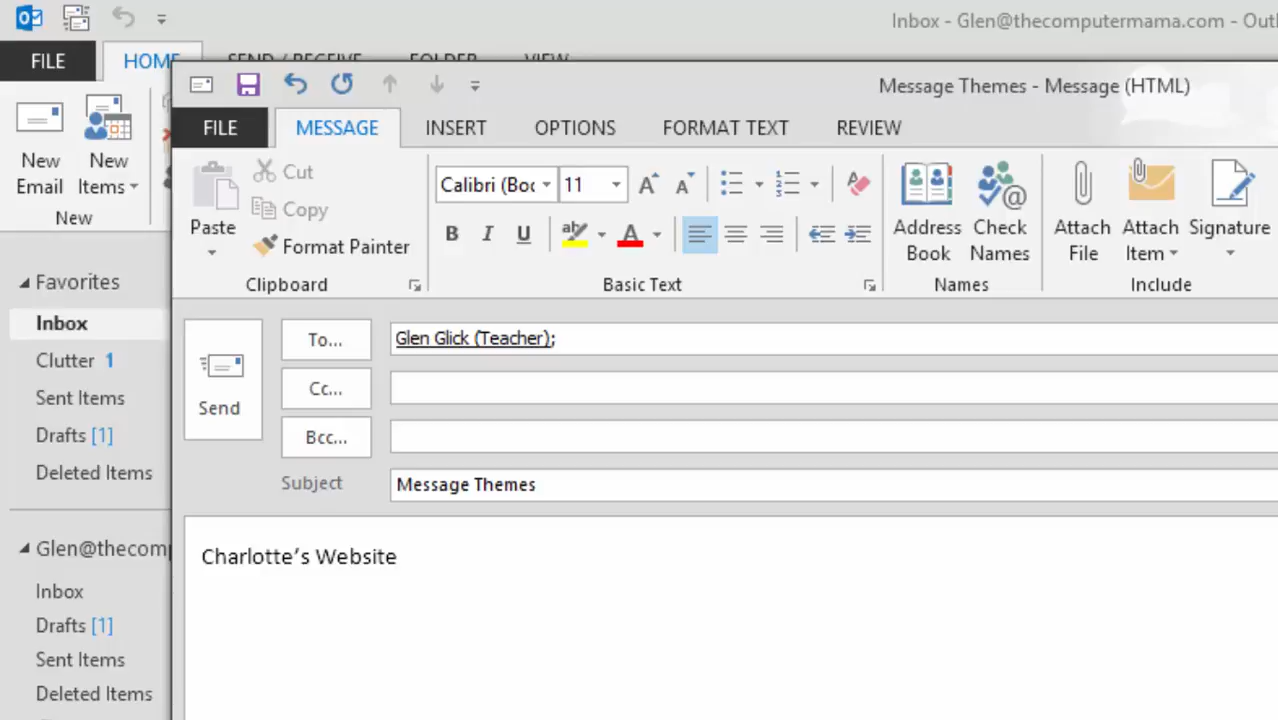 Inbox - Glen@thecomputermama.com - Outl
FILE HOME SEND / RECEIVE FOLDER VIEW
New Email
New Items
New
Message Themes - Message (HTML)
FILE MESSAGE INSERT OPTIONS FORMAT TEXT REVIEW
Paste
Cut
Copy
Format Painter
Clipboard
Calibri (Boc 11
B I U
Basic Text
Address Book
Check Names
Names
Attach File
Attach Item
Signature
Include
Favorites
Inbox
Clutter 1
Sent Items
Drafts [1]
Deleted Items
Glen@thecomp
Inbox
Drafts [1]
Sent Items
Deleted Items
Send
To... Glen Glick (Teacher);
Cc...
Bcc...
Subject Message Themes
Charlotte’s Website